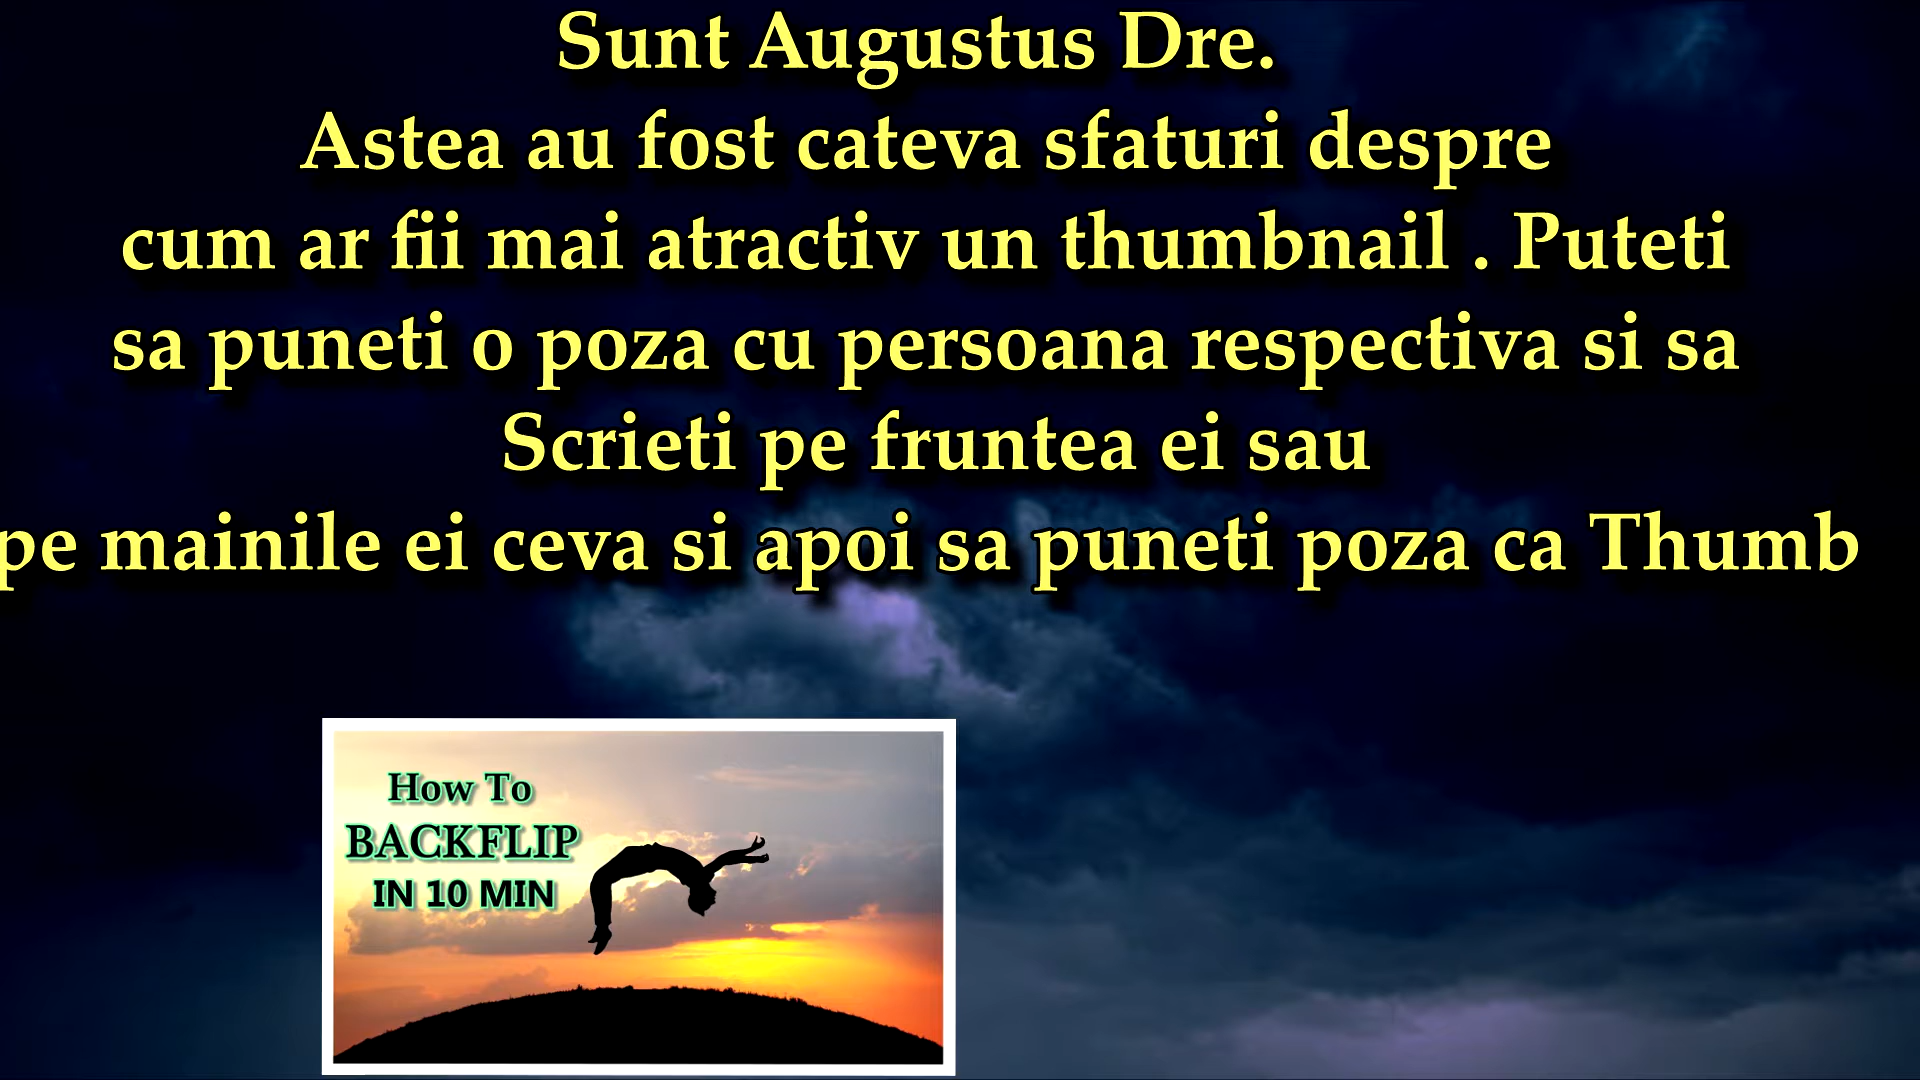 Sunt Augustus Dre.
Astea au fost cateva sfaturi despre
cum ar fii mai atractiv un thumbnail . Puteti
sa puneti o poza cu persoana respectiva si sa
Scrieti pe fruntea ei sau
pe mainile ei ceva si apoi sa puneti poza ca Thumb
How To
BACKFLIP
IN 10 MIN